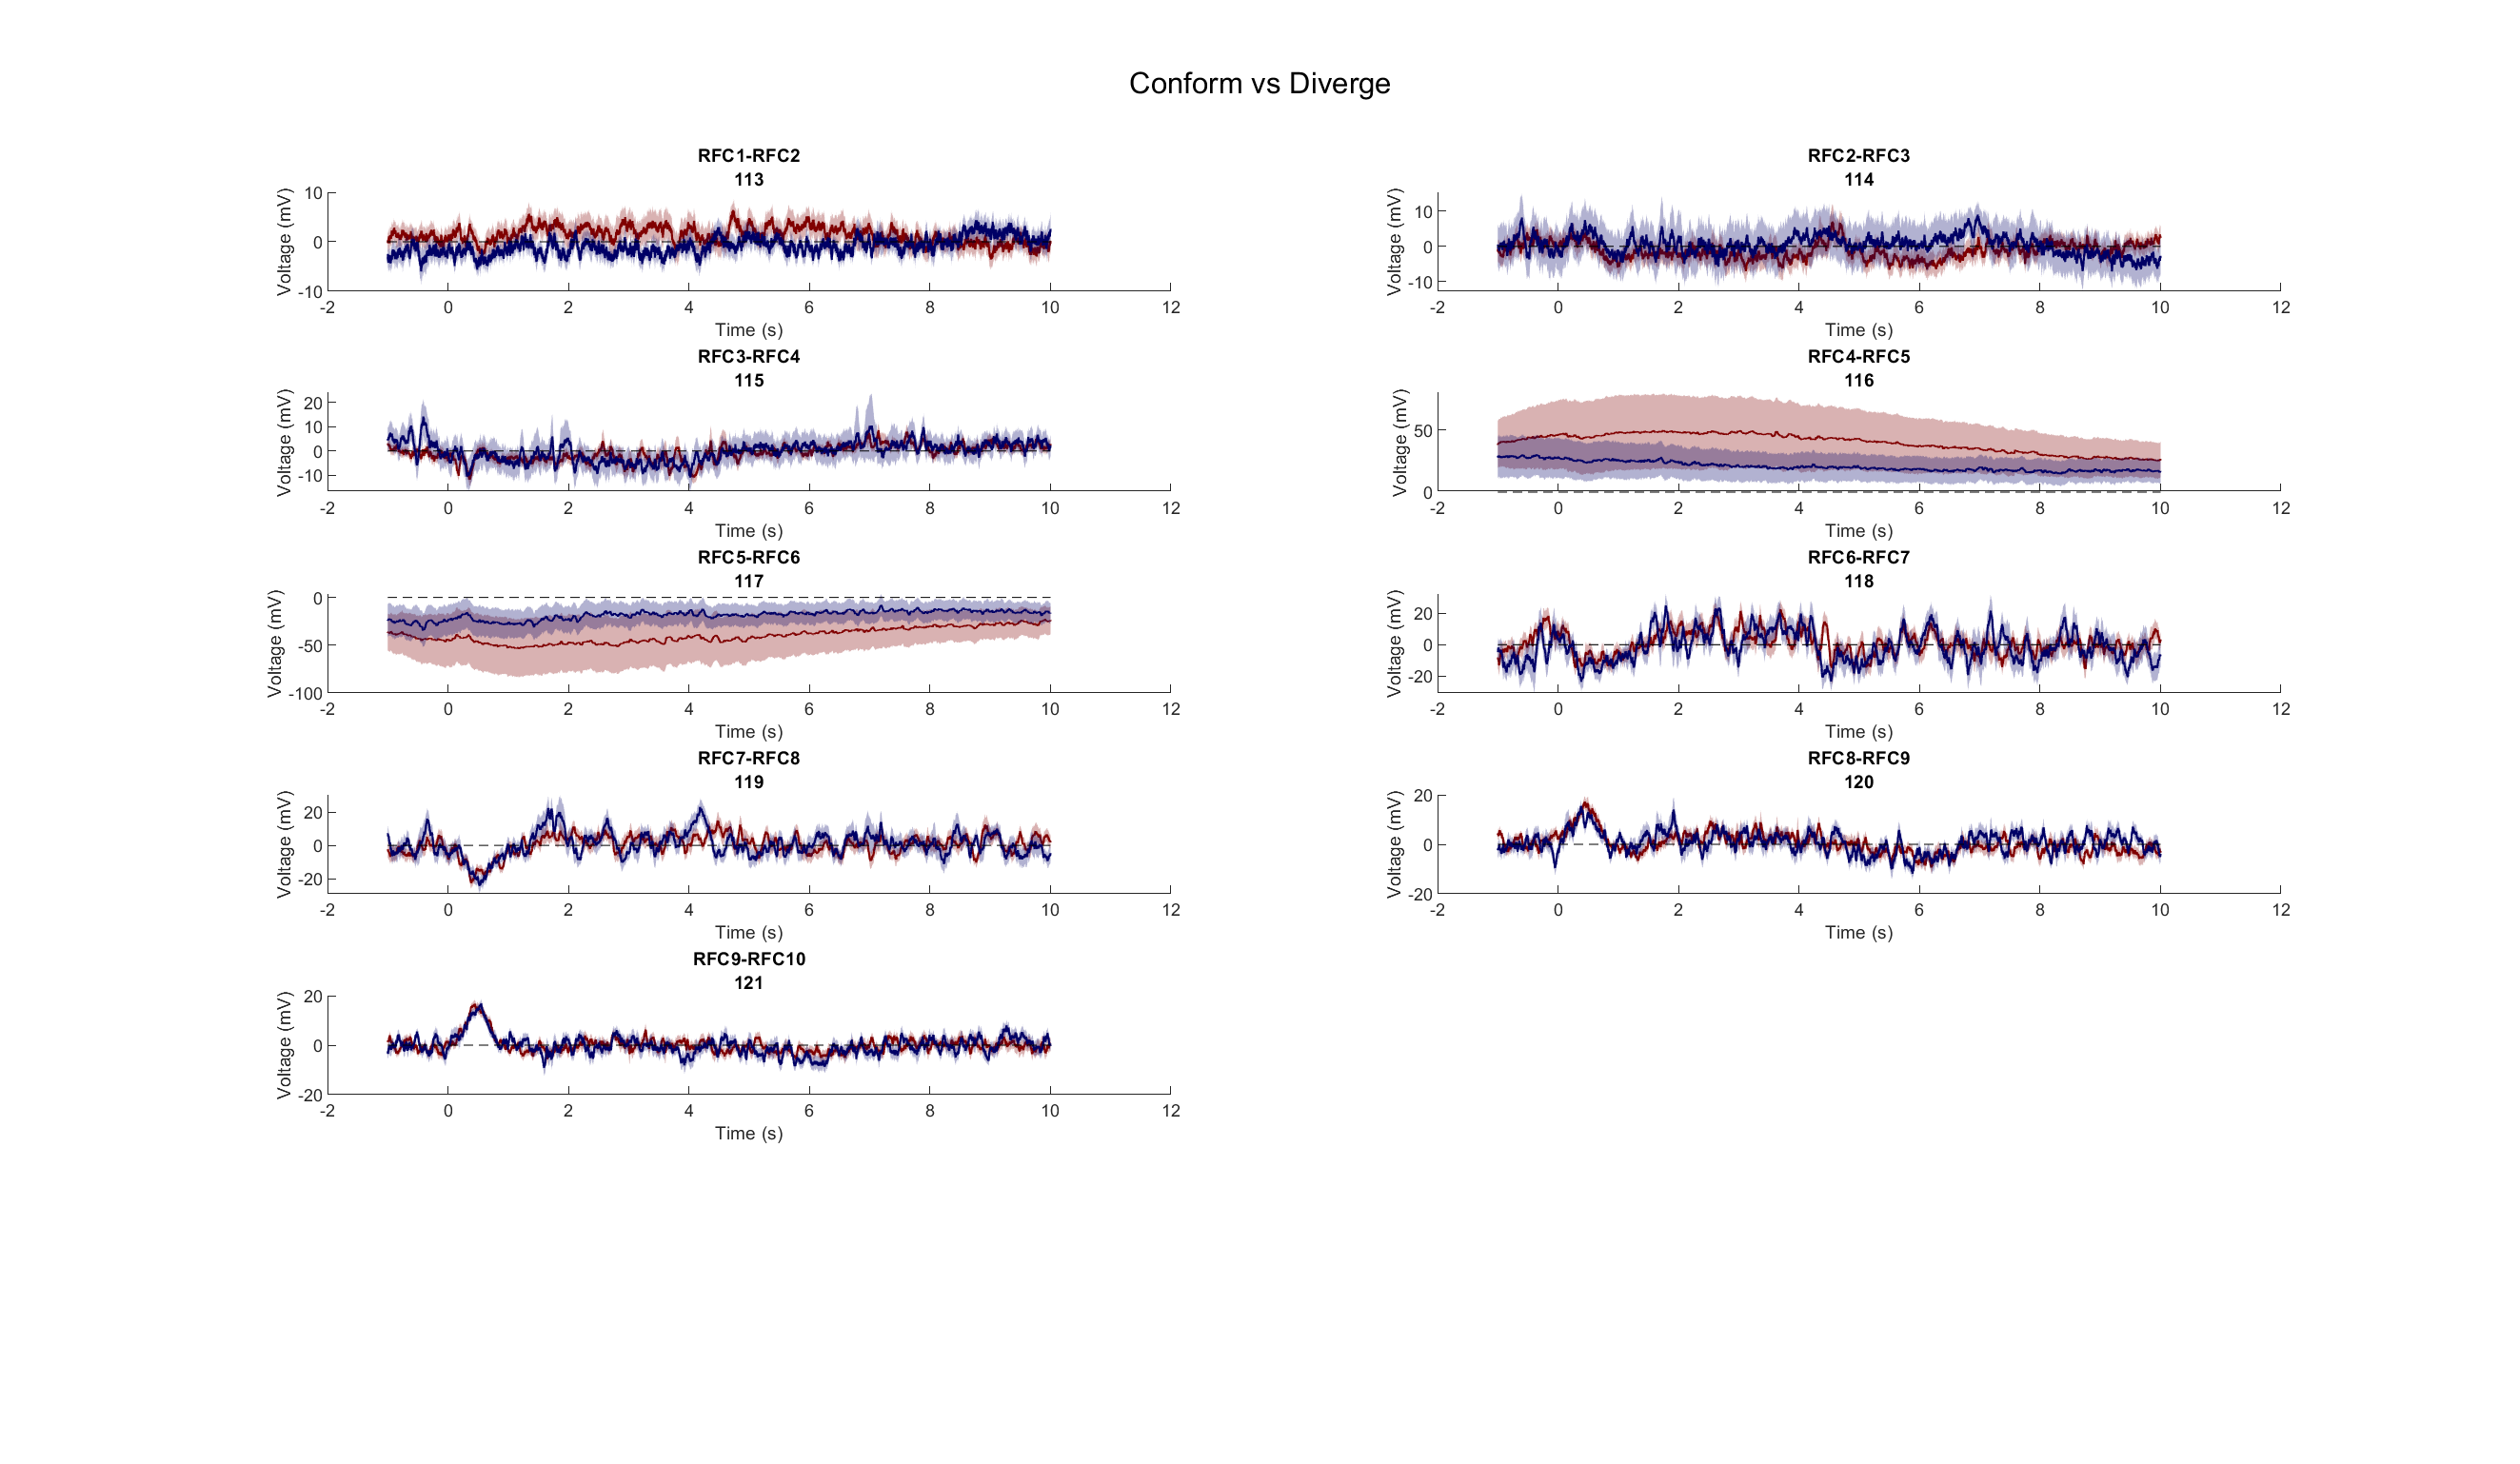 Conform vs Diverge
RFC1-RFC2
113
Voltage (mV)
10
0
-10
-2 0 2 4 6 8 10 12
Time (s)
RFC2-RFC3
114
Voltage (mV)
10
0
-10
-2 0 2 4 6 8 10 12
Time (s)
RFC3-RFC4
115
Voltage (mV)
20
10
0
-10
-2 0 2 4 6 8 10 12
Time (s)
RFC4-RFC5
116
Voltage (mV)
50
0
-2 0 2 4 6 8 10 12
Time (s)
RFC5-RFC6
117
Voltage (mV)
0
-50
-100
-2 0 2 4 6 8 10 12
Time (s)
RFC6-RFC7
118
Voltage (mV)
20
0
-20
-2 0 2 4 6 8 10 12
Time (s)
RFC7-RFC8
119
Voltage (mV)
20
0
-20
-2 0 2 4 6 8 10 12
Time (s)
RFC8-RFC9
120
Voltage (mV)
20
0
-20
-2 0 2 4 6 8 10 12
Time (s)
RFC9-RFC10
121
Voltage (mV)
20
0
-20
-2 0 2 4 6 8 10 12
Time (s)